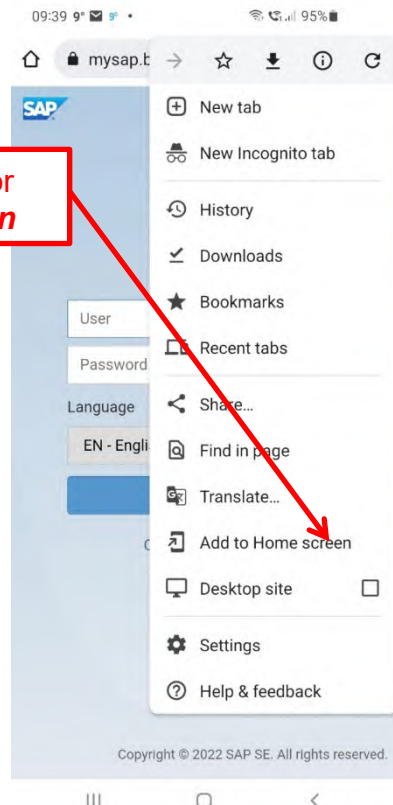 09:39 9° 9° • 95%
mysap.b
SAP
New tab
New Incognito tab
or
n
History
Downloads
Bookmarks
User
Recent tabs
Password
Language
Share...
EN - Engli
Find in page
Translate...
Add to Home screen
Desktop site
Settings
Help & feedback
Copyright © 2022 SAP SE. All rights reserved.